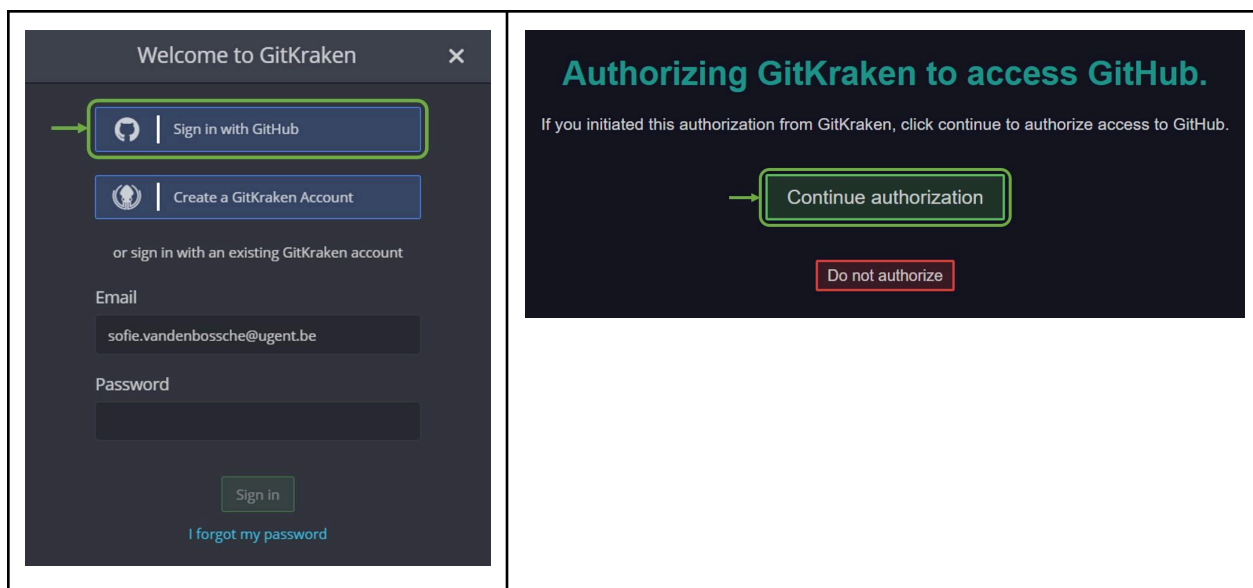 Welcome to GitKraken
Sign in with GitHub
Create a GitKraken Account
or sign in with an existing GitKraken account
Email
sofie.vandenbossche@ugent.be
Password
Sign in
I forgot my password
Authorizing GitKraken to access GitHub.
If you initiated this authorization from GitKraken, click continue to authorize access to GitHub.
Continue authorization
Do not authorize